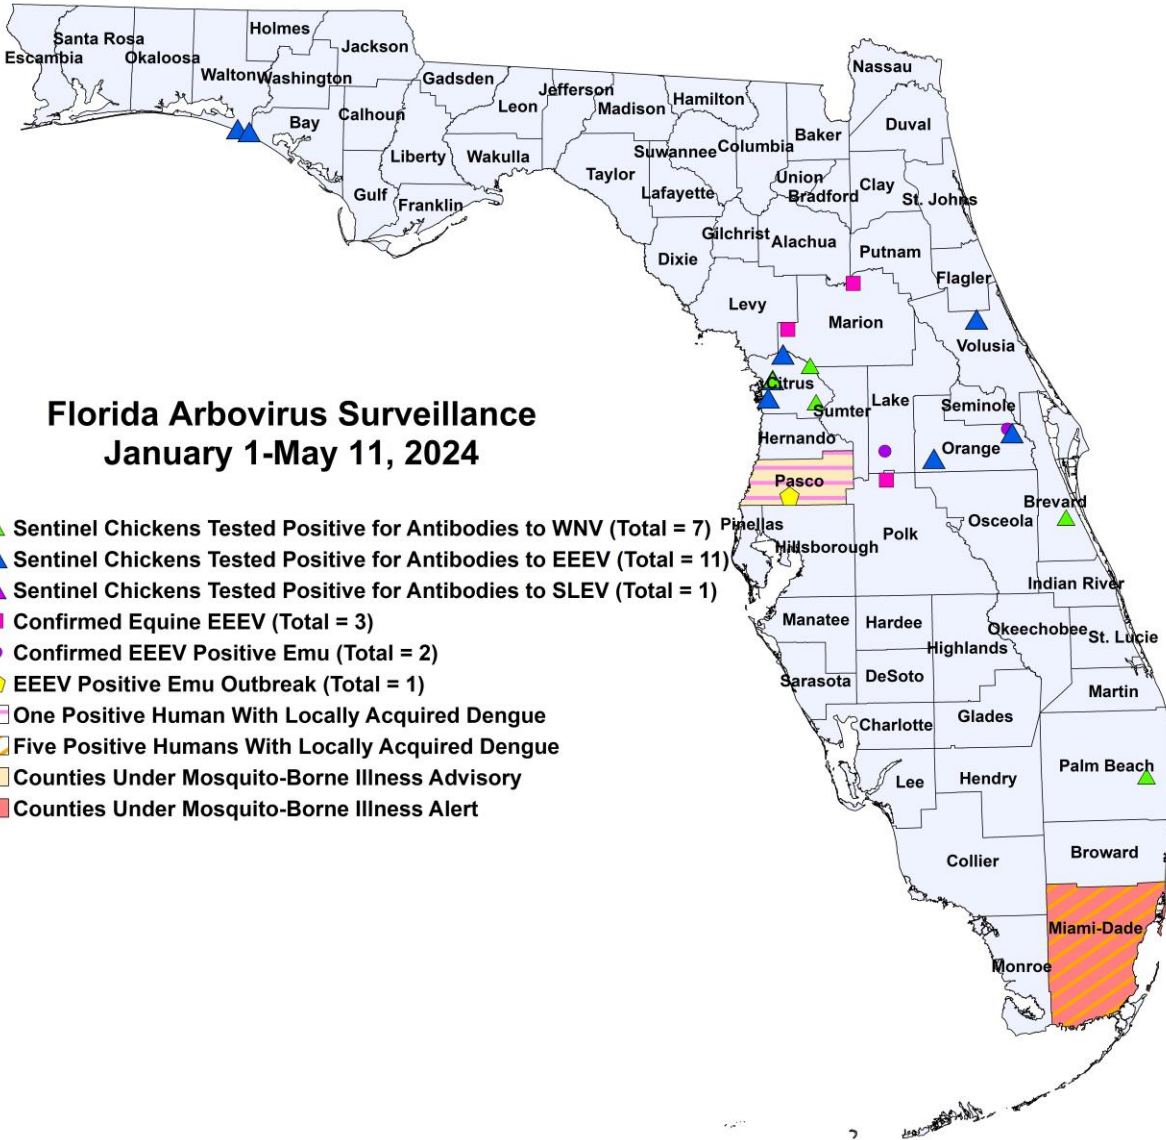 Holmes
Santa Rosa
Jackson
Escambia
Okaloosa
Walton
Washington
Nassau
Gadsden
Jefferson
Leon
Madison
Hamilton
Calhoun
Bay
Duval
Baker
Columbia
Liberty
Wakulla
Suwannee
Taylor
Union
Clay
Lafayette
Bradford
Gulf
Franklin
St. Johns
Gilchrist
Alachua
Putnam
Dixie
Flagler
Levy
Marion
Volusia
Citrus
Lake
Seminole
Sumter
Florida Arbovirus Surveillance
January 1-May 11, 2024
Hernando
Orange
Pasco
Brevard
Osceola
Pinellas
Polk
Hillsborough
Sentinel Chickens Tested Positive for Antibodies to WNV (Total = 7)
Sentinel Chickens Tested Positive for Antibodies to EEEV (Total = 11)
Sentinel Chickens Tested Positive for Antibodies to SLEV (Total = 1)
Confirmed Equine EEEV (Total = 3)
Confirmed EEEV Positive Emu (Total = 2)
EEEV Positive Emu Outbreak (Total = 1)
One Positive Human With Locally Acquired Dengue
Five Positive Humans With Locally Acquired Dengue
Counties Under Mosquito-Borne Illness Advisory
Counties Under Mosquito-Borne Illness Alert
Indian River
Manatee
Hardee
Okeechobee
St. Lucie
Highlands
Sarasota
DeSoto
Martin
Charlotte
Glades
Palm Beach
Lee
Hendry
Broward
Collier
Miami-Dade
Monroe